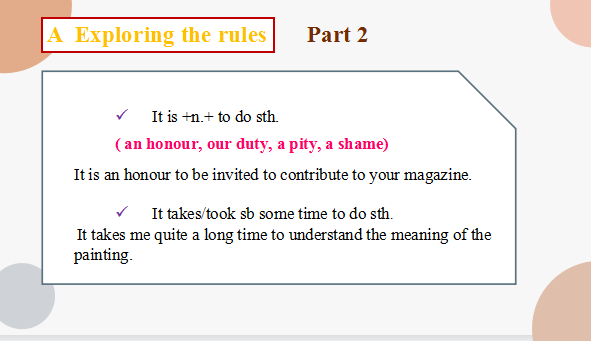 A Exploring the rules Part 2
✓ It is +n.+ to do sth.
( an honour, our duty, a pity, a shame)
It is an honour to be invited to contribute to your magazine.
✓ It takes/took sb some time to do sth.
It takes me quite a long time to understand the meaning of the
painting.